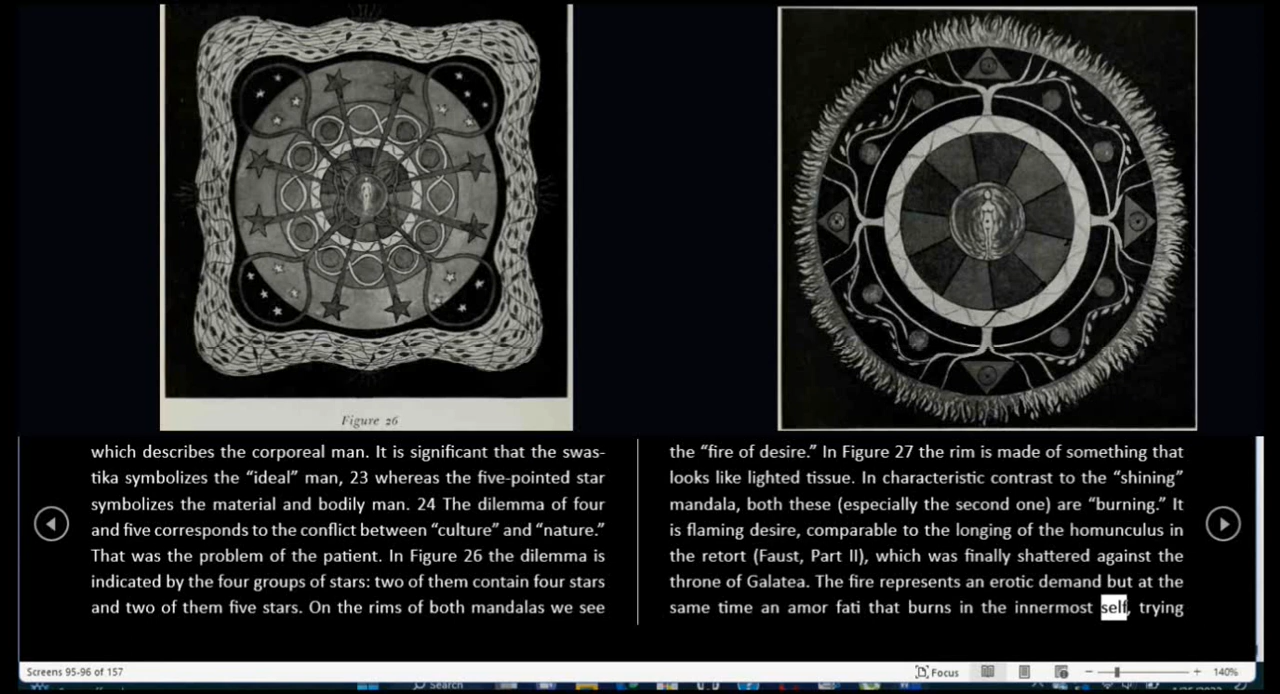 Figure 26
which describes the corporeal man. It is significant that the swas-
tika symbolizes the “ideal” man, 23 whereas the five-pointed star
symbolizes the material and bodily man. 24 The dilemma of four
and five corresponds to the conflict between “culture” and “nature.”
That was the problem of the patient. In Figure 26 the dilemma is
indicated by the four groups of stars: two of them contain four stars
and two of them five stars. On the rims of both mandalas we see
the “fire of desire.” In Figure 27 the rim is made of something that
looks like lighted tissue. In characteristic contrast to the “shining”
mandala, both these (especially the second one) are “burning.” It
is flaming desire, comparable to the longing of the homunculus in
the retort (Faust, Part II), which was finally shattered against the
throne of Galatea. The fire represents an erotic demand but at the
same time an amor fati that burns in the innermost self, trying
Screens 95-96 of 157
Focus
140%
Search